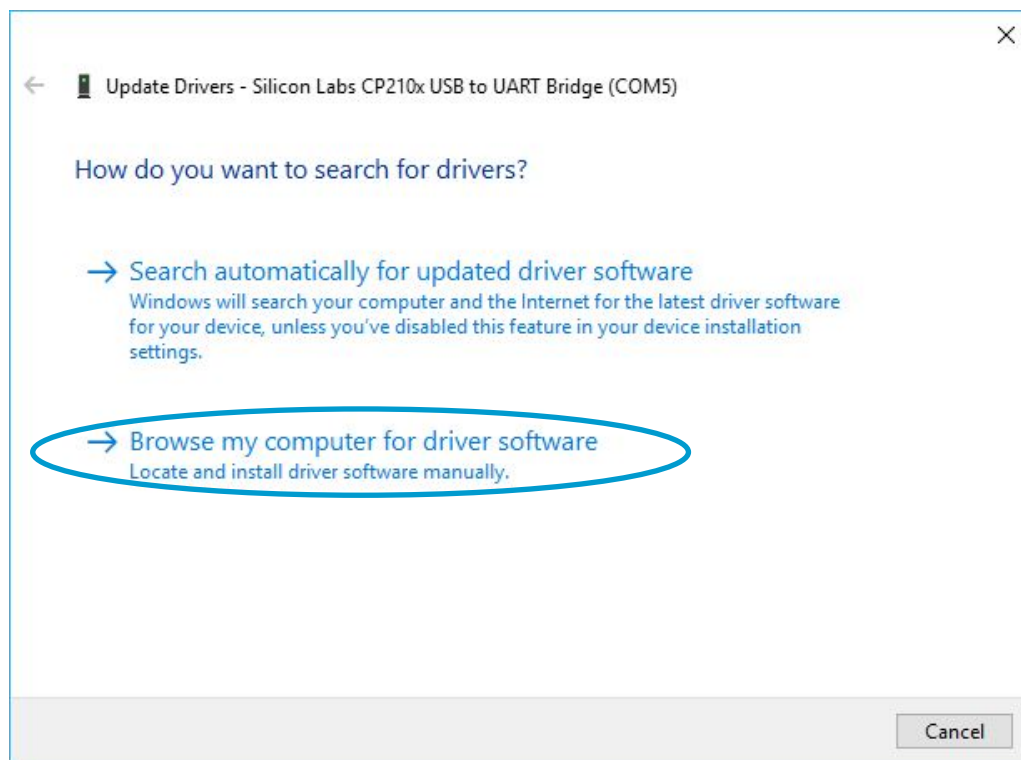 Update Drivers - Silicon Labs CP210x USB to UART Bridge (COM5)
How do you want to search for drivers?
Search automatically for updated driver software
Windows will search your computer and the Internet for the latest driver software
for your device, unless you've disabled this feature in your device installation
settings.
Browse my computer for driver software
Locate and install driver software manually.
Cancel